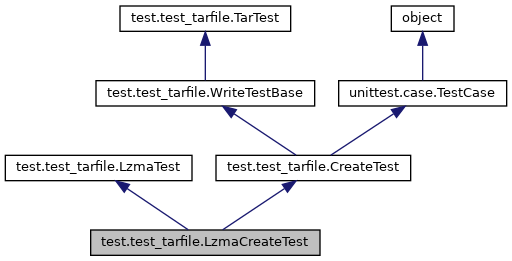 test.test_tarfile.TarTest
object
test.test_tarfile.WriteTestBase
unittest.case.TestCase
test.test_tarfile.LzmaTest
test.test_tarfile.CreateTest
test.test_tarfile.LzmaCreateTest